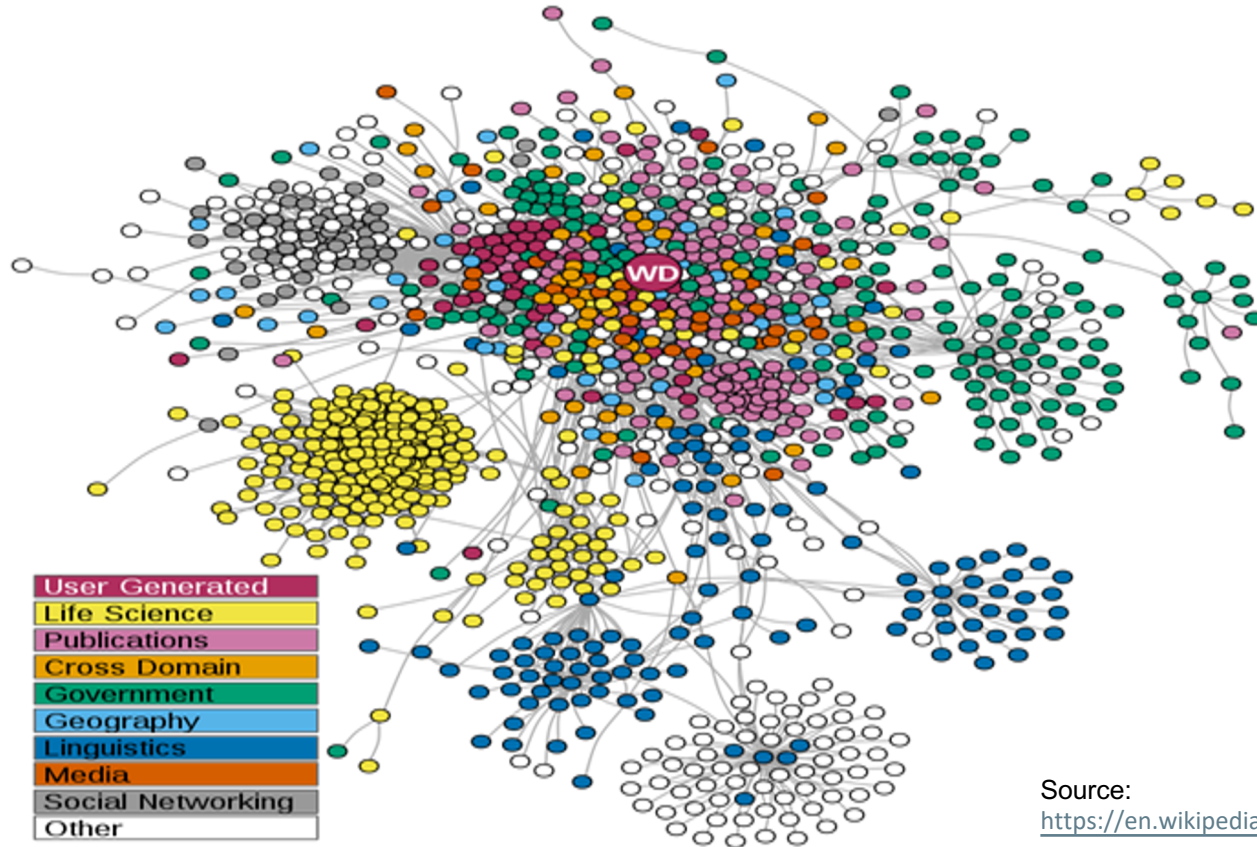 WD
User Generated
Life Science
Publications
Cross Domain
Government
Geography
Linguistics
Media
Social Networking
Other
Source:
https://en.wikipedia